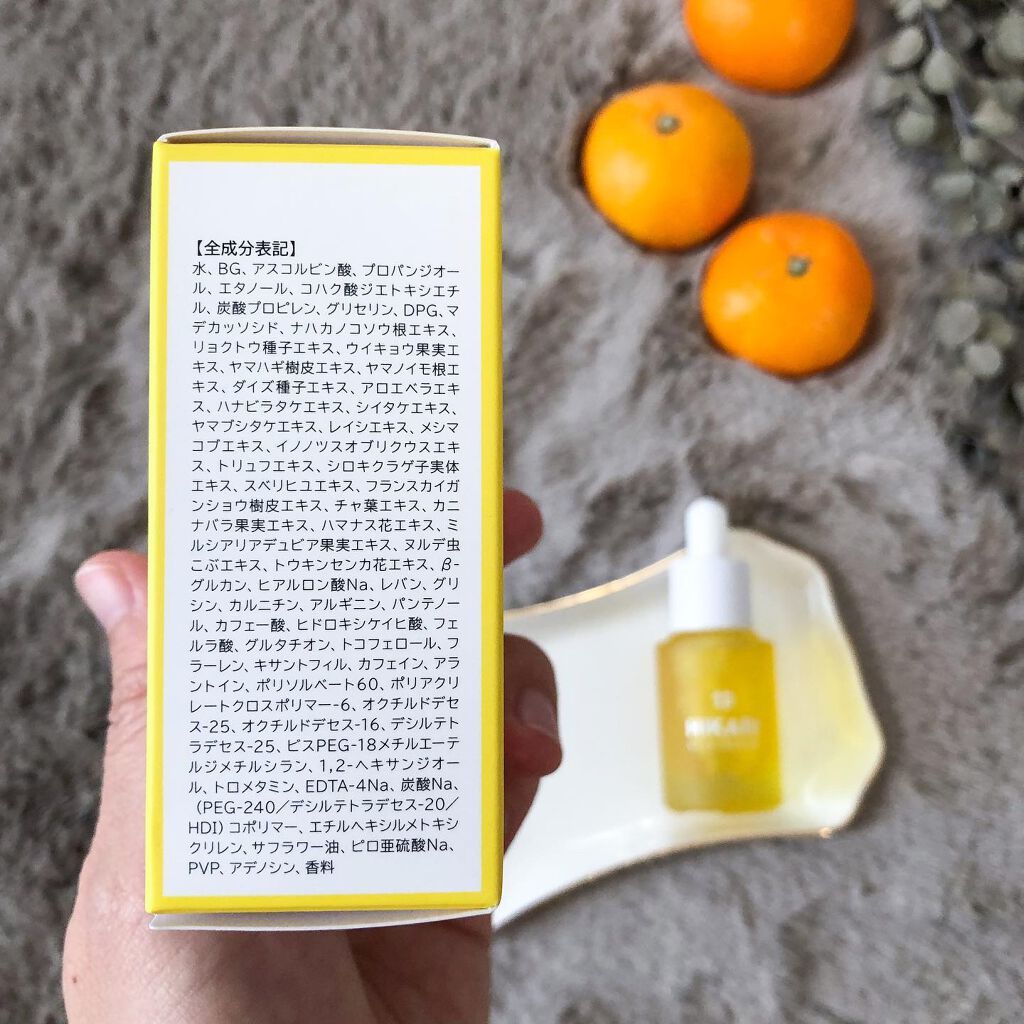 【全成分表記】
水、BG、アスコルビン酸、プロパンジオー
ル、エタノール、コハク酸ジエトキシエチ
ル、炭酸プロピレン、グリセリン、DPG、マ
デカッソシド、ナハカノコソウ根エキス、
リョクトウ種子エキス、ウイキョウ果実エ
キス、ヤマハギ樹皮エキス、ヤマノイモ根エ
キス、ダイズ種子エキス、アロエベラエキ
ス、ハナビラタケエキス、シイタケエキス、
ヤマブシタケエキス、レイシエキス、メシマ
コブエキス、イノノツスオブリクウスエキ
ス、トリュフエキス、シロキクラゲ子実体
エキス、スベリヒユエキス、フランスカイガ
ンショウ樹皮エキス、チャ葉エキス、カニ
ナバラ果実エキス、ハマナス花エキス、ミ
ルシアリアデュビア果実エキス、ヌルデ虫
こぶエキス、トウキンセンカ花エキス、β-
グルカン、ヒアルロン酸Na、レバン、グリ
シン、カルニチン、アルギニン、パンテノー
ル、カフェー酸、ヒドロキシケイヒ酸、フェ
ルラ酸、グルタチオン、トコフェロール、フ
ラーレン、キサントフィル、カフェイン、アラ
ントイン、ポリソルベート60、ポリアクリ
レートクロスポリマー-6、オクチルドデセ
ス-25、オクチルドデセス-16、デシルテト
ラデセス-25、ビスPEG-18メチルエーテ
ルジメチルシラン、1,2-ヘキサンジオー
ル、トロメタミン、EDTA-4Na、炭酸Na、
（PEG-240／デシルテトラデセス-20／
HDI）コポリマー、エチルヘキシルメトキシ
クリレン、サフラワー油、ピロ亜硫酸Na、
PVP、アデノシン、香料
HIKARI